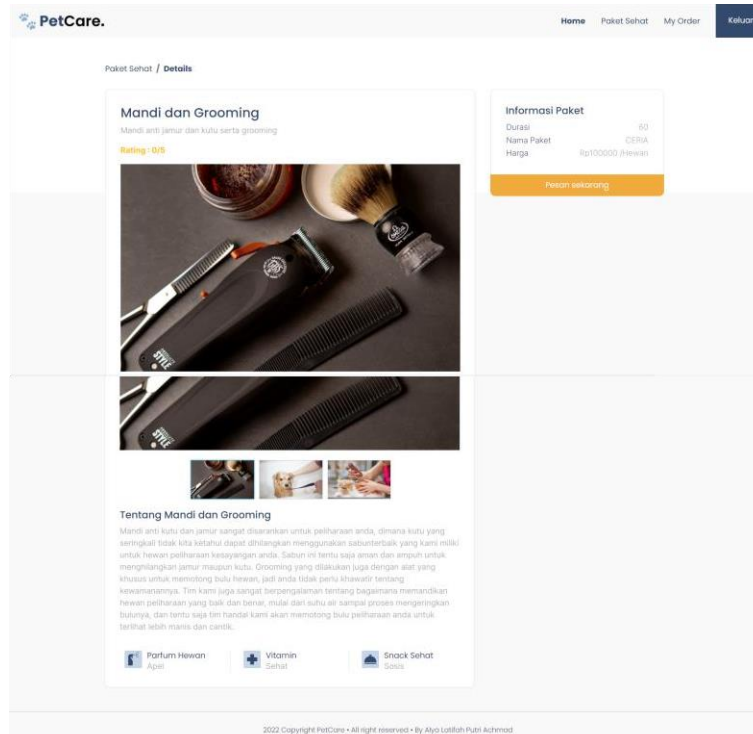 PetCare.
Home Paket Sehat My Order Keluar
Paket Sehat / Details
Mandi dan Grooming
Mandi anti jamur dan kutu serta grooming
Rating : 0/5
Informasi Paket
Durasi 60
Nama Paket CERIA
Harga Rp100000 /Hewan
Pesan sekarang
STYLE
STYLE
Tentang Mandi dan Grooming
Mandi anti kutu dan jamur sangat disarankan untuk peliharaan anda, dimana kutu yang
seringkali tidak kita ketahui dapat dihilangkan menggunakan sabunterbaik yang kami miliki
untuk hewan peliharaan kesayangan anda. Sabun ini tentu saja aman dan ampuh untuk
menghilangkan jamur maupun kutu. Grooming yang dilakukan juga dengan alat yang
khusus untuk memotong bulu hewan, jadi anda tidak perlu khawatir tentang
kewamanannya. Tim kami juga sangat berpengalaman tentang bagaimana memandikan
hewan peliharaan yang baik dan benar, mulai dari suhu air sampai proses mengeringkan
bulunya, dan tentu saja tim handal kami akan memotong bulu peliharaan anda untuk
terlihat lebih manis dan cantik.
Parfum Hewan Vitamin Snack Sehat
Apel Sehat Sosis
2022 Copyright PetCare • All right reserved • By Alya Latifah Putri Achmad